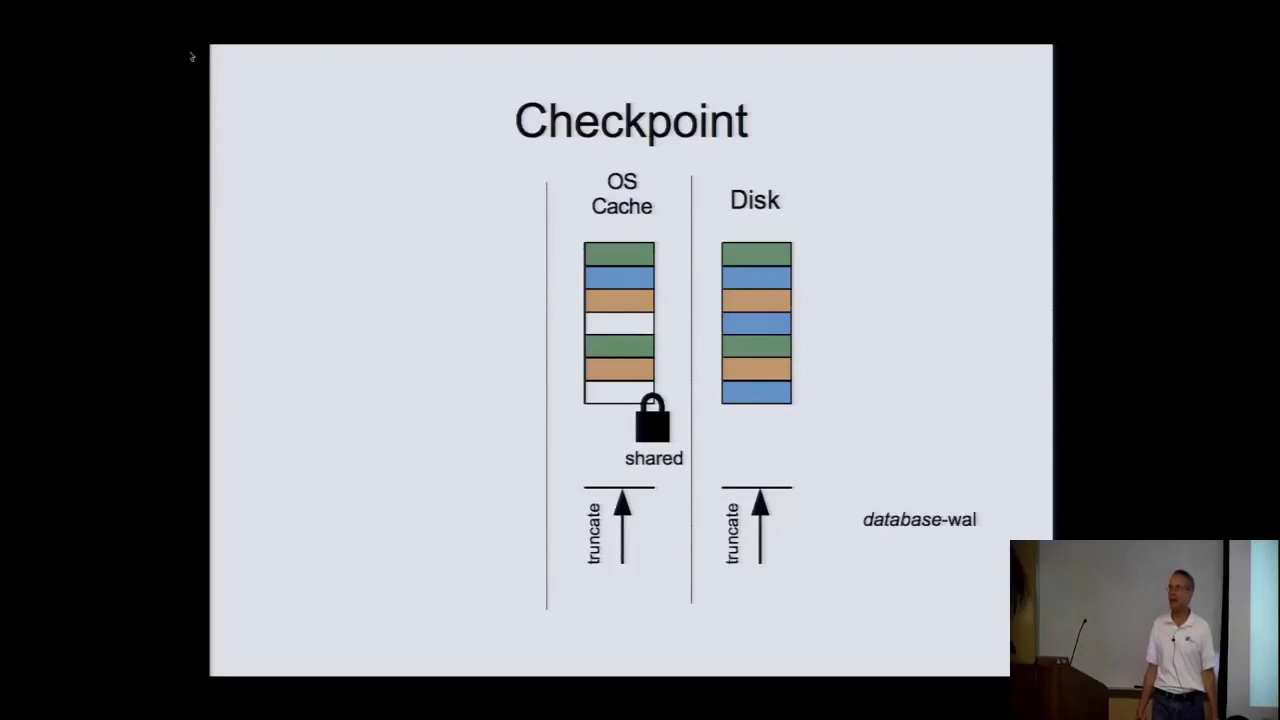 Checkpoint
OS
Cache
Disk
shared
truncate
truncate
database-wal